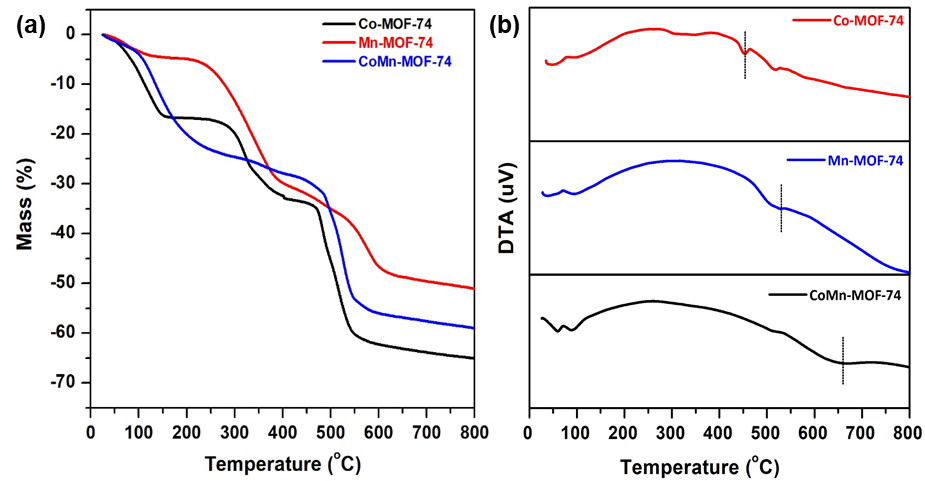 (a)
Co-MOF-74
Mn-MOF-74
CoMn-MOF-74
0
-10
-20
-30
-40
-50
-60
-70
Mass (%)
0 100 200 300 400 500 600 700 800
Temperature (°C)
(b)
Co-MOF-74
Mn-MOF-74
CoMn-MOF-74
DTA (uV)
0 100 200 300 400 500 600 700 800
Temperature (°C)